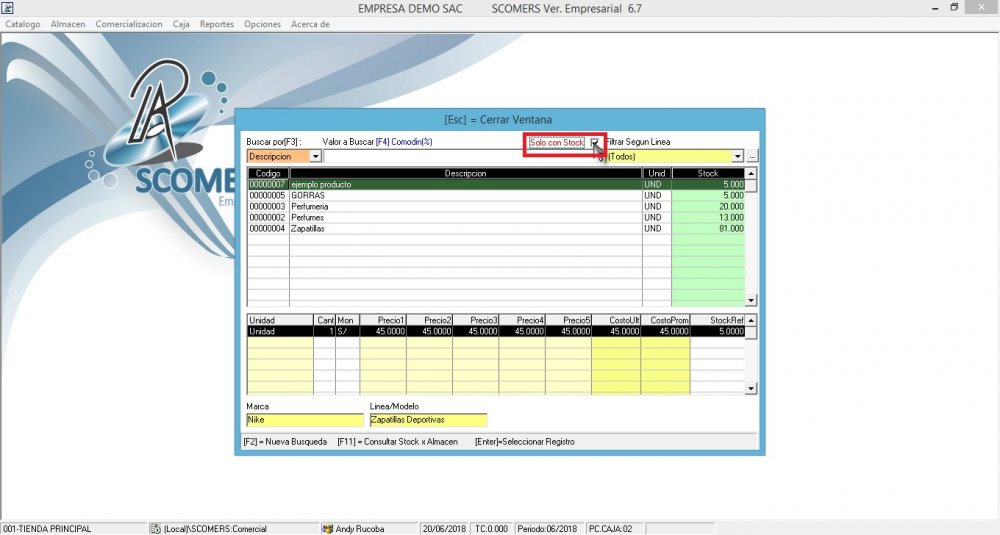 EMPRESA DEMO SAC SCOMERS Ver. Empresarial 6.7
Catalogo Almacen Comercializacion Caja Reportes Opciones Acerca de
SCOMERS
Em
[Esc] = Cerrar Ventana
Buscar por[F3] : Valor a Buscar [F4] Comodin(%) Solo con Stock Filtrar Segun Linea
Descripcion (Todos) ...
Codigo Descripcion Unid Stock
00000007 ejemplo producto UND 5.000
00000005 GORRAS UND 5.000
00000003 Perfumeria UND 20.000
00000002 Perfumes UND 13.000
00000004 Zapatillas UND 81.000
Unidad Cant Mon Precio1 Precio2 Precio3 Precio4 Precio5 CostoUlt CostoProm StockRef
Unidad 1 S/ 45.0000 45.0000 45.0000 45.0000 45.0000 45.0000 45.0000 5.0000
Marca Linea/Modelo
Nike Zapatillas Deportivas
[F2] = Nueva Busqueda [F11] = Consultar Stock x Almacen [Enter]=Seleccionar Registro
001-TIENDA PRINCIPAL (Local)\SCOMERS:Comercial Andy Rucoba 20/06/2018 TC:0.000 Periodo:06/2018 PC.CAJA:02